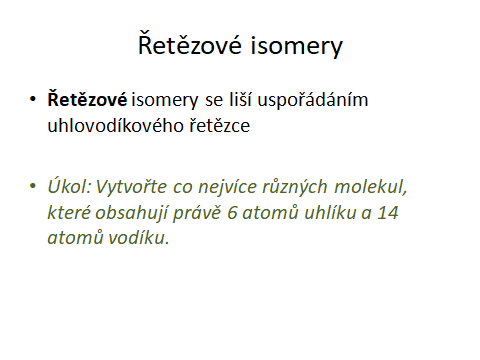 Řetězové isomery
• Řetězové isomery se liší uspořádáním
uhlovodíkového řetězce
• Úkol: Vytvořte co nejvíce různých molekul,
které obsahují právě 6 atomů uhlíku a 14
atomů vodíku.